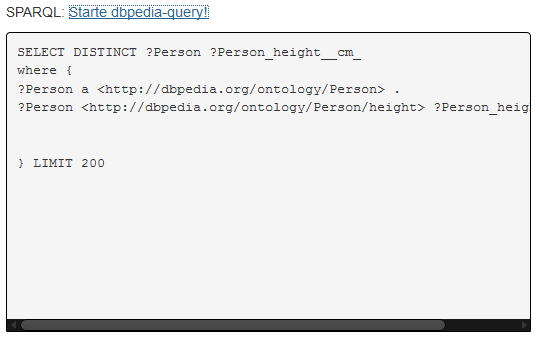 SPARQL: Starte dbpedia-query!
SELECT DISTINCT ?Person ?Person_height__cm_
where {
?Person a <http://dbpedia.org/ontology/Person> .
?Person <http://dbpedia.org/ontology/Person/height> ?Person_heig
} LIMIT 200